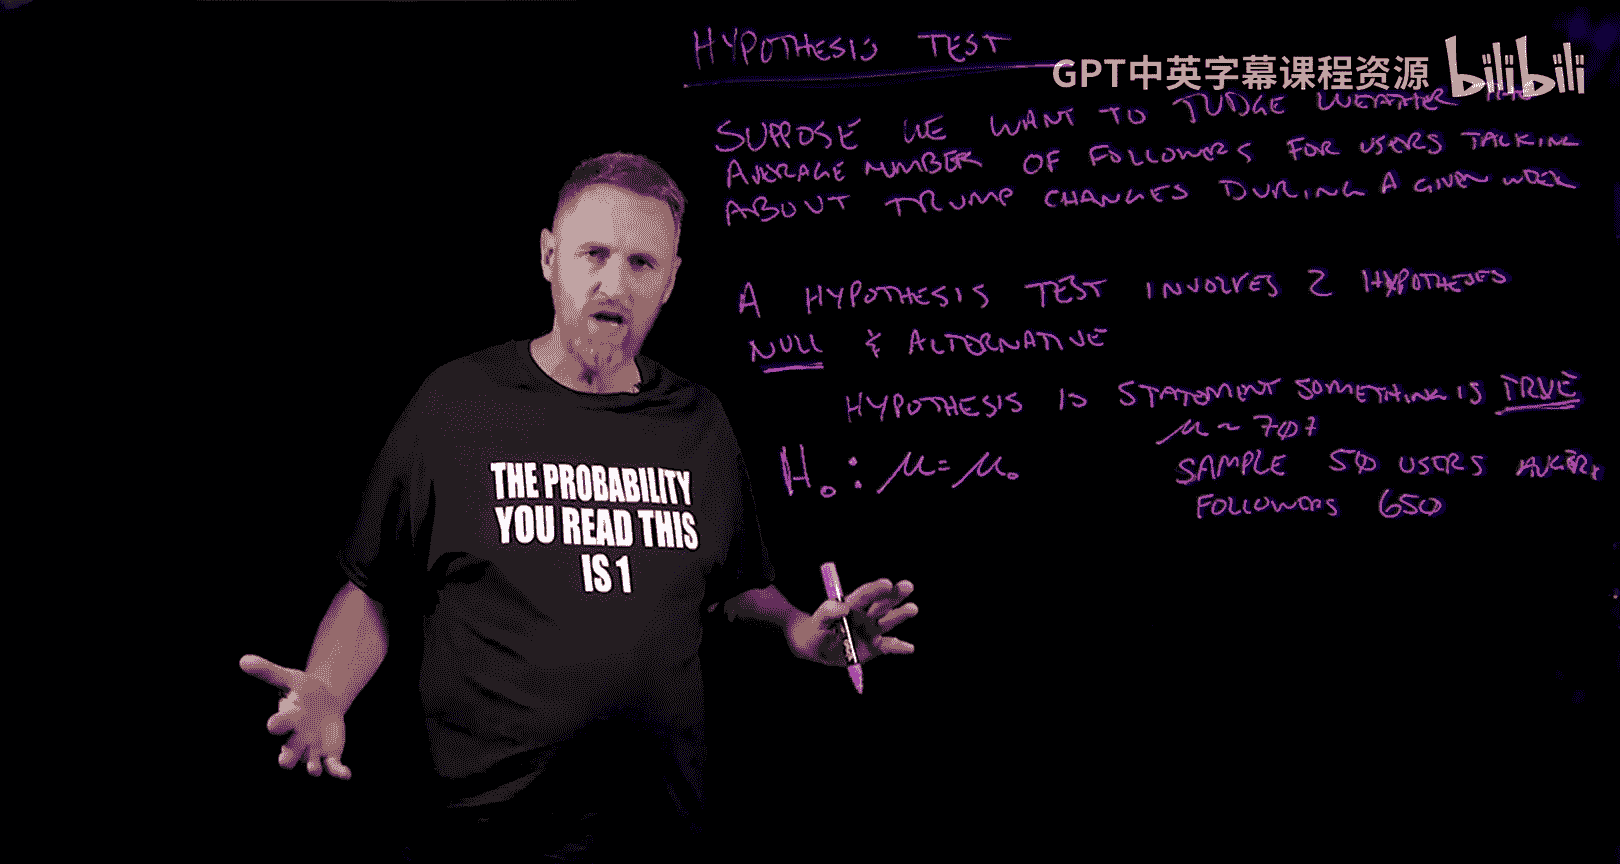 HYPOTHESIS TEST
GPT中英字幕课程资源 bilibili
SUPPOSE WE WANT TO JUDGE WEATHER THE
AVERAGE NUMBER OF FOLLOWERS FOR USERS TALKING
ABOUT TRUMP CHANGES DURING A GIVEN WEEK
A HYPOTHESIS TEST INVOLVES 2 HYPOTHESES
NULL & ALTERNATIVE
HYPOTHESIS IS STATEMENT SOMETHING IS TRUE
μ ~ 707
H₀ : μ = μ₀
SAMPLE 50 USERS
FOLLOWERS 650
THE PROBABILITY
YOU READ THIS
IS 1